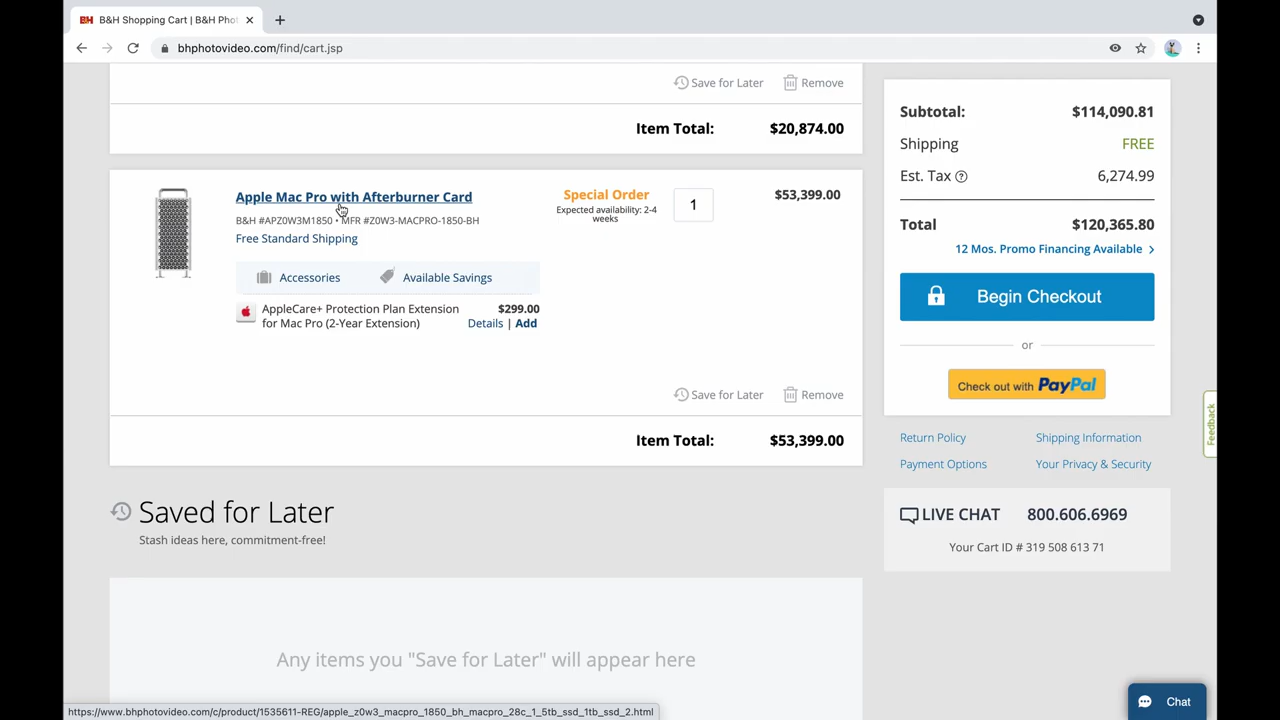 B&H Shopping Cart | B&H Phot
bhphotovideo.com/find/cart.jsp
Save for Later Remove
Item Total: $20,874.00
Apple Mac Pro with Afterburner Card
B&H #APZ0W3M1850 • MFR #Z0W3-MACPRO-1850-BH
Free Standard Shipping
Special Order
Expected availability: 2-4
weeks
1
$53,399.00
Accessories Available Savings
AppleCare+ Protection Plan Extension $299.00
for Mac Pro (2-Year Extension) Details | Add
Save for Later Remove
Item Total: $53,399.00
Saved for Later
Stash ideas here, commitment-free!
Any items you "Save for Later" will appear here
Subtotal: $114,090.81
Shipping FREE
Est. Tax ? 6,274.99
Total $120,365.80
12 Mos. Promo Financing Available >
Begin Checkout
or
Check out with PayPal
Return Policy Shipping Information
Payment Options Your Privacy & Security
LIVE CHAT 800.606.6969
Your Cart ID # 319 508 613 71
Feedback
Chat
https://www.bhphotovideo.com/c/product/1535611-REG/apple_z0w3_macpro_1850_bh_macpro_28c_1_5tb_ssd_1tb_ssd_2.html